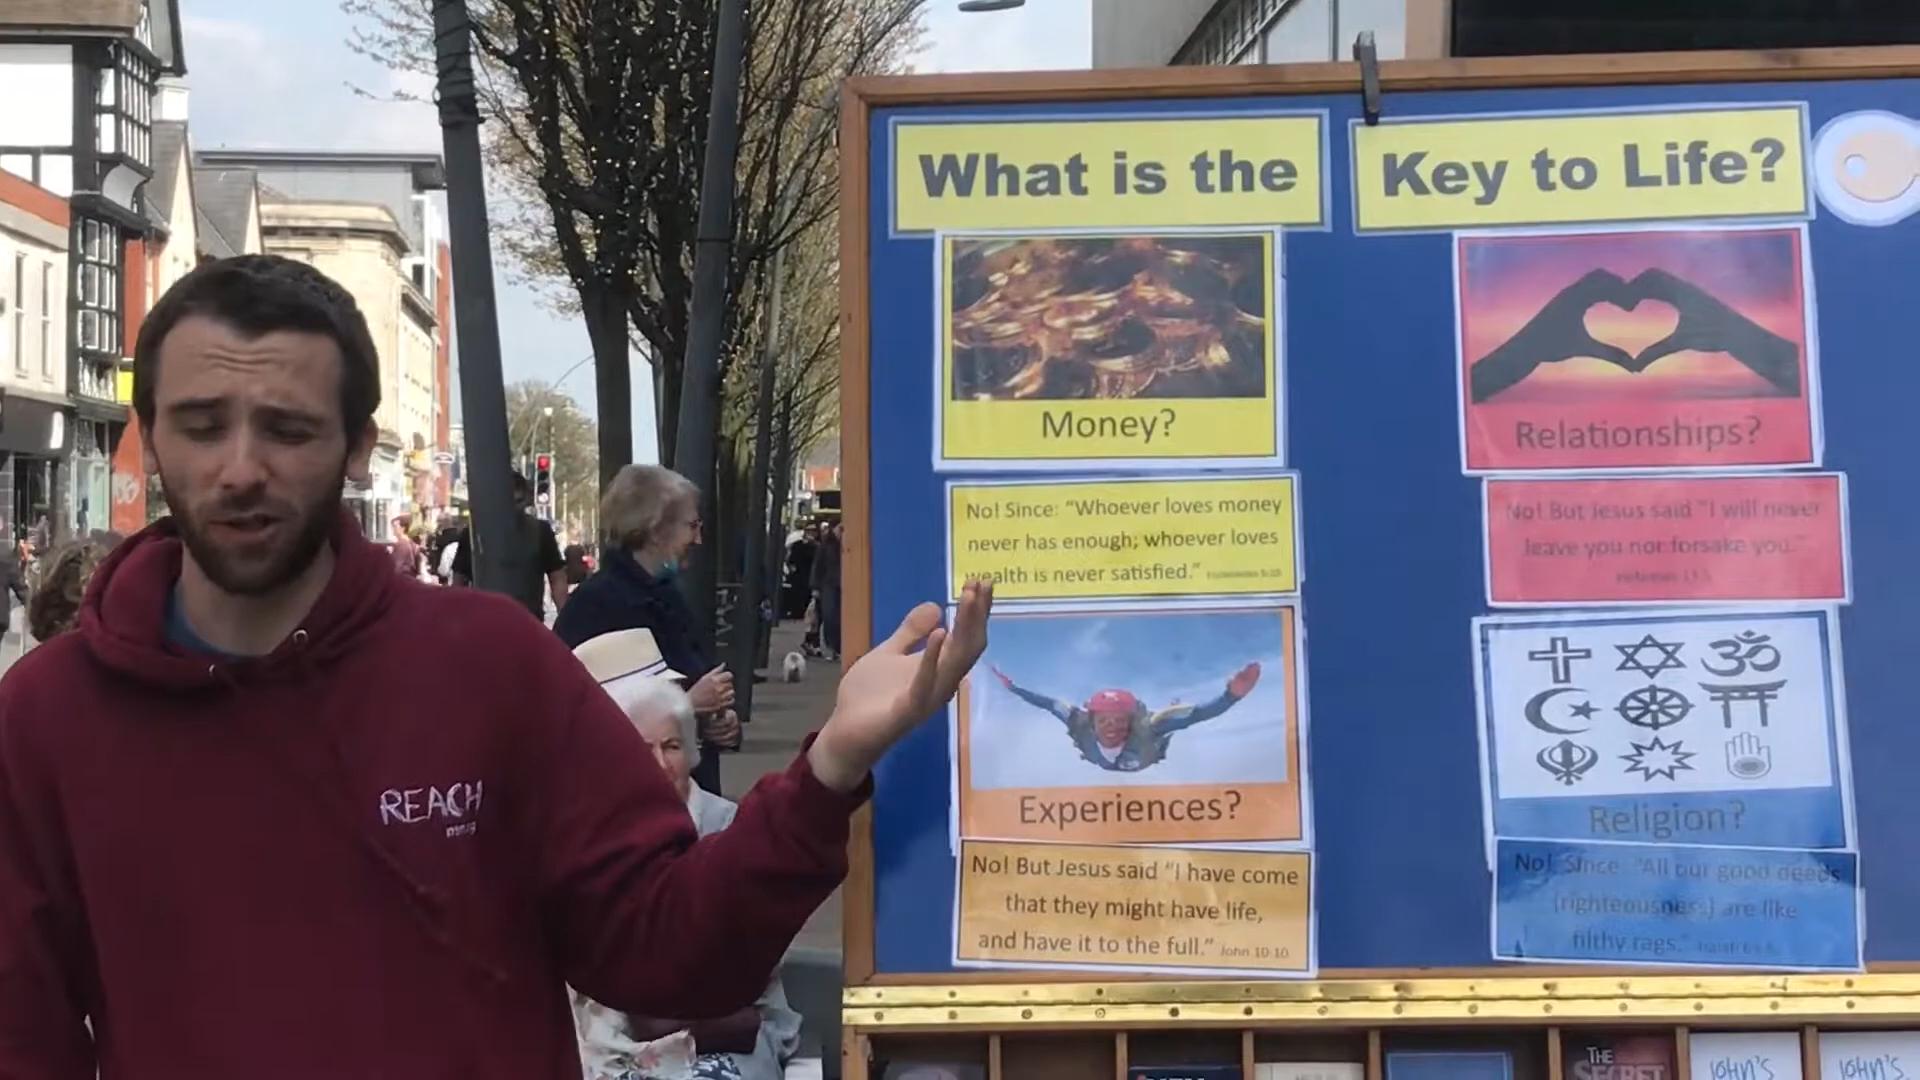 What is the
Key to Life?
Money?
No! Since: "Whoever loves money
never has enough; whoever loves
wealth is never satisfied."
Relationships?
No! But Jesus said "I will never
leave you nor forsake you."
Experiences?
No! But Jesus said "I have come
that they might have life,
and have it to the full." John 10:10
Religion?
No! Since: "All our good deeds
(righteousness) are like
filthy rags."
REACH
THE
SECRET
JOHN'S
JOHN'S